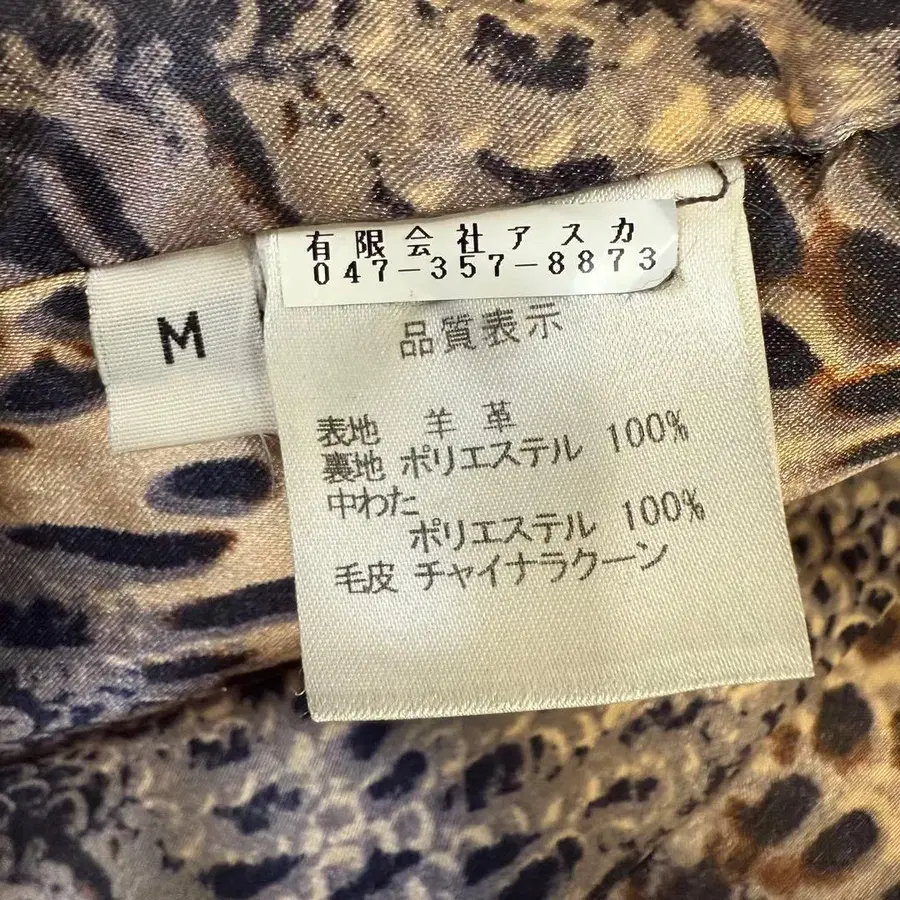 有限会社アスカ
047-357-8873
M
品質表示
表地 羊革
裏地 ポリエステル 100%
中わた
ポリエステル 100%
毛皮 チャイナラクーン